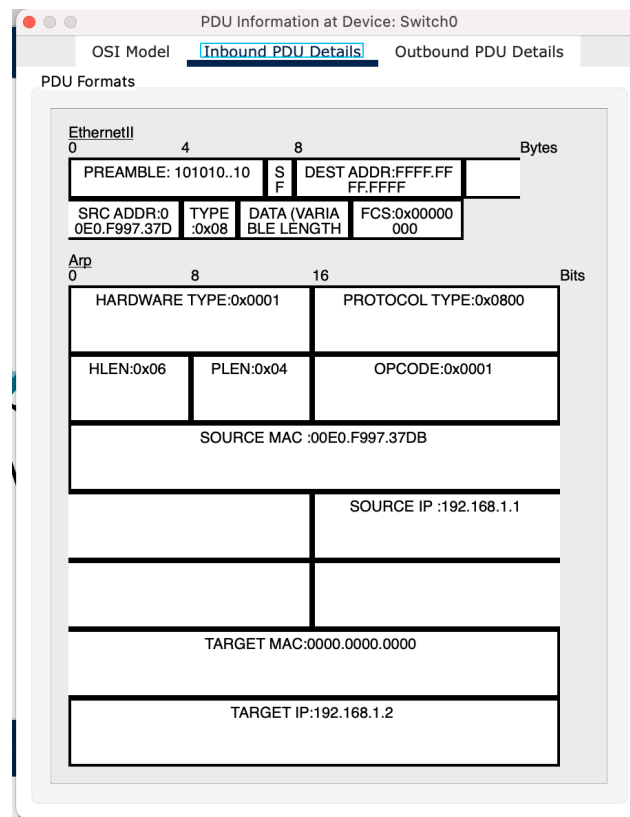 PDU Information at Device: Switch0
OSI Model Inbound PDU Details Outbound PDU Details
PDU Formats
EthernetII
0 4 8 Bytes
PREAMBLE: 101010..10
S
F
DEST ADDR:FFFF.FF
FF.FFFF
SRC ADDR:0
0E0.F997.37D
TYPE
:0x08
DATA (VARIA
BLE LENGTH
FCS:0x00000
000
Arp
0 8 16 Bits
HARDWARE TYPE:0x0001 PROTOCOL TYPE:0x0800
HLEN:0x06 PLEN:0x04 OPCODE:0x0001
SOURCE MAC :00E0.F997.37DB
SOURCE IP :192.168.1.1
TARGET MAC:0000.0000.0000
TARGET IP:192.168.1.2